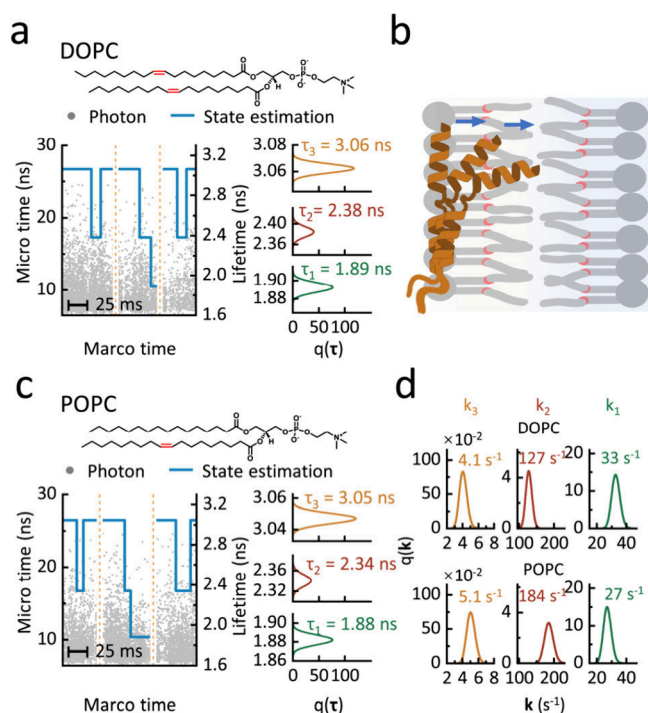 a
DOPC
O
O
O
P
O⁻
O
O⁻
N⁺
O
H
O
Photon
State estimation
Micro time (ns)
30
20
10
25 ms
Marco time
Lifetime (ns)
3.2
2.8
2.4
2.0
1.6
3.08
3.06
τ₃ = 3.06 ns
2.40
2.36
τ₂= 2.38 ns
1.90
1.88
τ₁ = 1.89 ns
0 50 100
q(τ)
b
c
POPC
O
O
O
P
O⁻
O
O⁻
N⁺
O
H
O
Photon
State estimation
Micro time (ns)
30
20
10
25 ms
Marco time
Lifetime (ns)
3.2
2.8
2.4
2.0
1.6
3.06
3.04
τ₃ = 3.05 ns
2.36
2.32
τ₂ = 2.34 ns
1.90
1.88
1.86
τ₁ = 1.88 ns
0 50 100
q(τ)
d
k₃ k₂ k₁
DOPC
×10⁻²
100
75
50
25
0
4.1 s⁻¹
4
2
0
127 s⁻¹
20
15
10
0
33 s⁻¹
2 4 6 8
100 200
20 40
q(k)
POPC
×10⁻²
100
75
50
25
0
5.1 s⁻¹
4
2
0
184 s⁻¹
20
15
10
0
27 s⁻¹
2 4 6 8
100 200
20 40
k (s⁻¹)